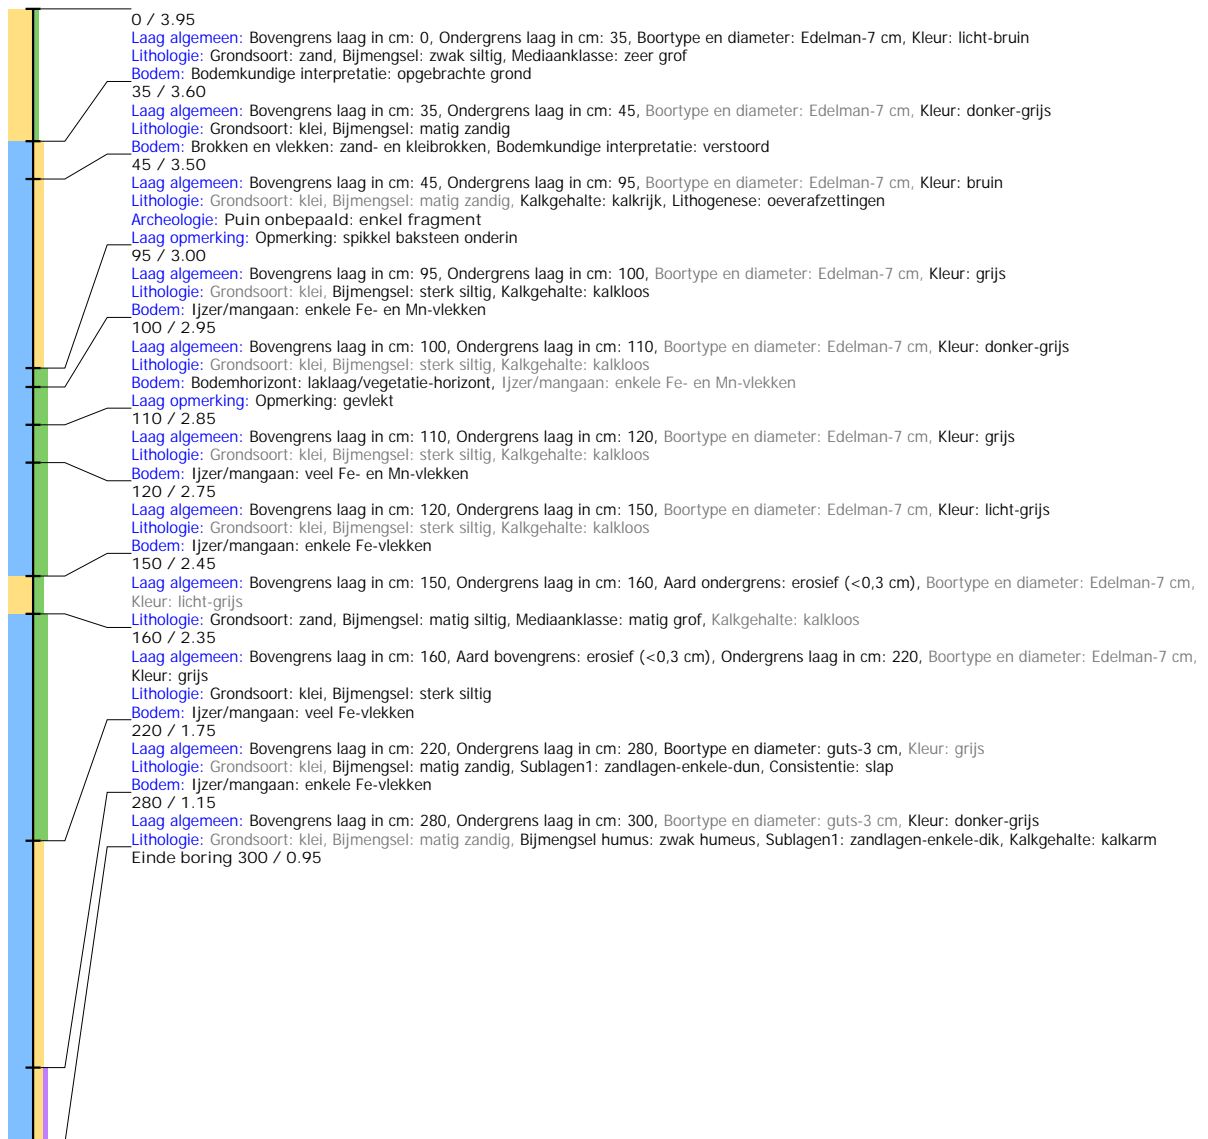 0 / 3.95
Laag algemeen: Bovengrens laag in cm: 0, Ondergrens laag in cm: 35, Boortype en diameter: Edelman-7 cm, Kleur: licht-bruin
Lithologie: Grondsoort: zand, Bijmengsel: zwak siltig, Mediaanklasse: zeer grof
Bodem: Bodemkundige interpretatie: opgebrachte grond
35 / 3.60
Laag algemeen: Bovengrens laag in cm: 35, Ondergrens laag in cm: 45, Boortype en diameter: Edelman-7 cm, Kleur: donker-grijs
Lithologie: Grondsoort: klei, Bijmengsel: matig zandig
Bodem: Brokken en vlekken: zand- en kleibrokken, Bodemkundige interpretatie: verstoord
45 / 3.50
Laag algemeen: Bovengrens laag in cm: 45, Ondergrens laag in cm: 95, Boortype en diameter: Edelman-7 cm, Kleur: bruin
Lithologie: Grondsoort: klei, Bijmengsel: matig zandig, Kalkgehalte: kalkrijk, Lithogenese: oeverafzettingen
Archeologie: Puin onbepaald: enkel fragment
Laag opmerking: Opmerking: spikkel baksteen onderin
95 / 3.00
Laag algemeen: Bovengrens laag in cm: 95, Ondergrens laag in cm: 100, Boortype en diameter: Edelman-7 cm, Kleur: grijs
Lithologie: Grondsoort: klei, Bijmengsel: sterk siltig, Kalkgehalte: kalkloos
Bodem: Ijzer/mangaan: enkele Fe- en Mn-vlekken
100 / 2.95
Laag algemeen: Bovengrens laag in cm: 100, Ondergrens laag in cm: 110, Boortype en diameter: Edelman-7 cm, Kleur: donker-grijs
Lithologie: Grondsoort: klei, Bijmengsel: sterk siltig, Kalkgehalte: kalkloos
Bodem: Bodemhorizont: laklaag/vegetatie-horizont, Ijzer/mangaan: enkele Fe- en Mn-vlekken
Laag opmerking: Opmerking: gevlekt
110 / 2.85
Laag algemeen: Bovengrens laag in cm: 110, Ondergrens laag in cm: 120, Boortype en diameter: Edelman-7 cm, Kleur: grijs
Lithologie: Grondsoort: klei, Bijmengsel: sterk siltig, Kalkgehalte: kalkloos
Bodem: Ijzer/mangaan: veel Fe- en Mn-vlekken
120 / 2.75
Laag algemeen: Bovengrens laag in cm: 120, Ondergrens laag in cm: 150, Boortype en diameter: Edelman-7 cm, Kleur: licht-grijs
Lithologie: Grondsoort: klei, Bijmengsel: sterk siltig, Kalkgehalte: kalkloos
Bodem: Ijzer/mangaan: enkele Fe-vlekken
150 / 2.45
Laag algemeen: Bovengrens laag in cm: 150, Ondergrens laag in cm: 160, Aard ondergrens: erosief (<0,3 cm), Boortype en diameter: Edelman-7 cm,
Kleur: licht-grijs
Lithologie: Grondsoort: zand, Bijmengsel: matig siltig, Mediaanklasse: matig grof, Kalkgehalte: kalkloos
160 / 2.35
Laag algemeen: Bovengrens laag in cm: 160, Aard bovengrens: erosief (<0,3 cm), Ondergrens laag in cm: 220, Boortype en diameter: Edelman-7 cm,
Kleur: grijs
Lithologie: Grondsoort: klei, Bijmengsel: sterk siltig
Bodem: Ijzer/mangaan: veel Fe-vlekken
220 / 1.75
Laag algemeen: Bovengrens laag in cm: 220, Ondergrens laag in cm: 280, Boortype en diameter: guts-3 cm, Kleur: grijs
Lithologie: Grondsoort: klei, Bijmengsel: matig zandig, Sublagen1: zandlagen-enkele-dun, Consistentie: slap
Bodem: Ijzer/mangaan: enkele Fe-vlekken
280 / 1.15
Laag algemeen: Bovengrens laag in cm: 280, Ondergrens laag in cm: 300, Boortype en diameter: guts-3 cm, Kleur: donker-grijs
Lithologie: Grondsoort: klei, Bijmengsel: matig zandig, Bijmengsel humus: zwak humeus, Sublagen1: zandlagen-enkele-dik, Kalkgehalte: kalkarm
Einde boring 300 / 0.95